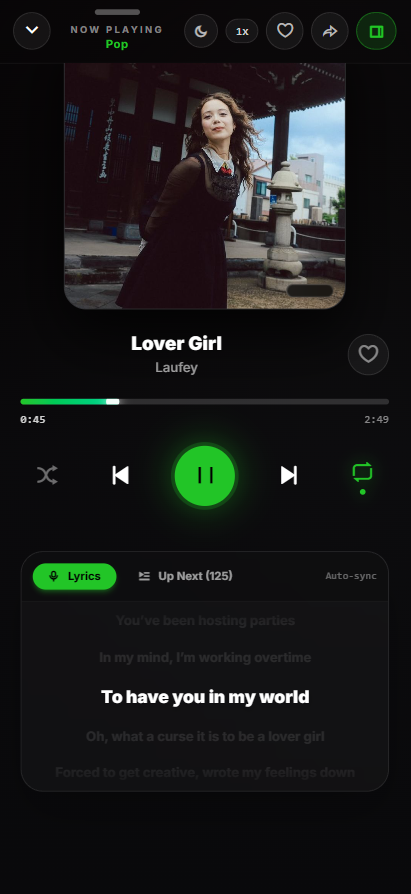 NOW PLAYING
Pop
1x
Lover Girl
Laufey
0:45
2:49
Lyrics
Up Next (125)
Auto-sync
You've been hosting parties
In my mind, I'm working overtime
To have you in my world
Oh, what a curse it is to be a lover girl
Forced to get creative, wrote my feelings down